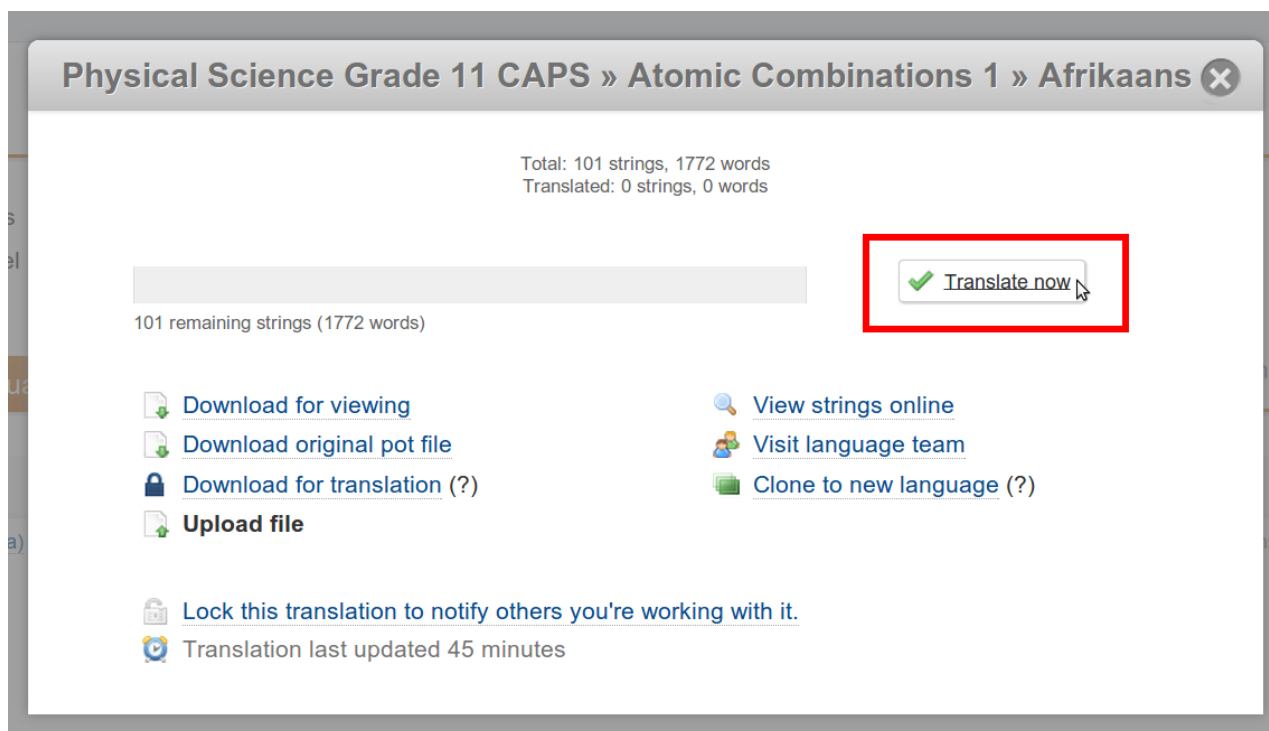 Physical Science Grade 11 CAPS » Atomic Combinations 1 » Afrikaans
Total: 101 strings, 1772 words
Translated: 0 strings, 0 words
Translate now
101 remaining strings (1772 words)
Download for viewing
View strings online
Download original pot file
Visit language team
Download for translation (?)
Clone to new language (?)
Upload file
Lock this translation to notify others you're working with it.
Translation last updated 45 minutes